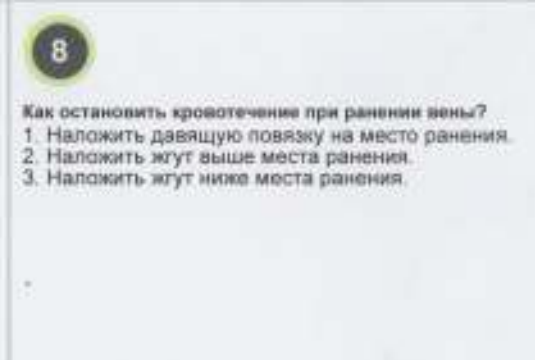 8
Как остановить кровотечение при ранении вены?
1. Наложить давящую повязку на место ранения.
2. Наложить жгут выше места ранения.
3. Наложить жгут ниже места ранения.